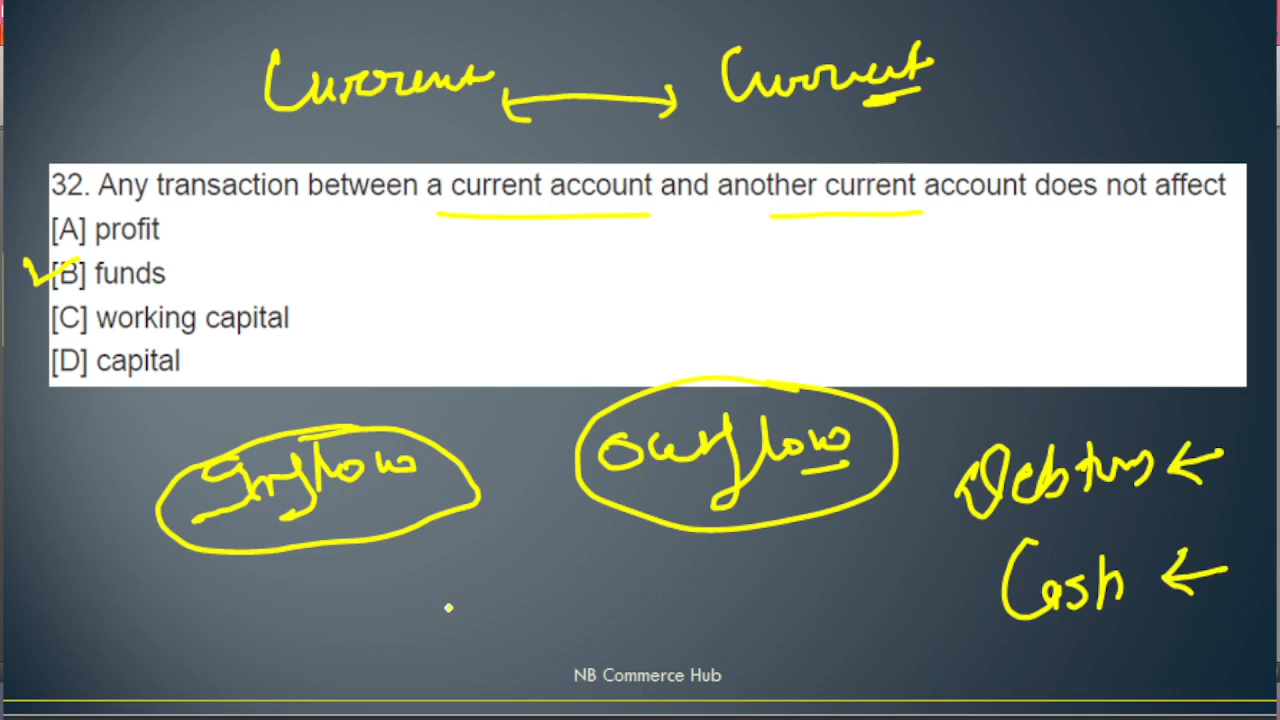 Current ↔ Current
32. Any transaction between a current account and another current account does not affect
[A] profit
[B] funds
[C] working capital
[D] capital
Inflow
Outflow
Debtors ←
Cash ←
NB Commerce Hub